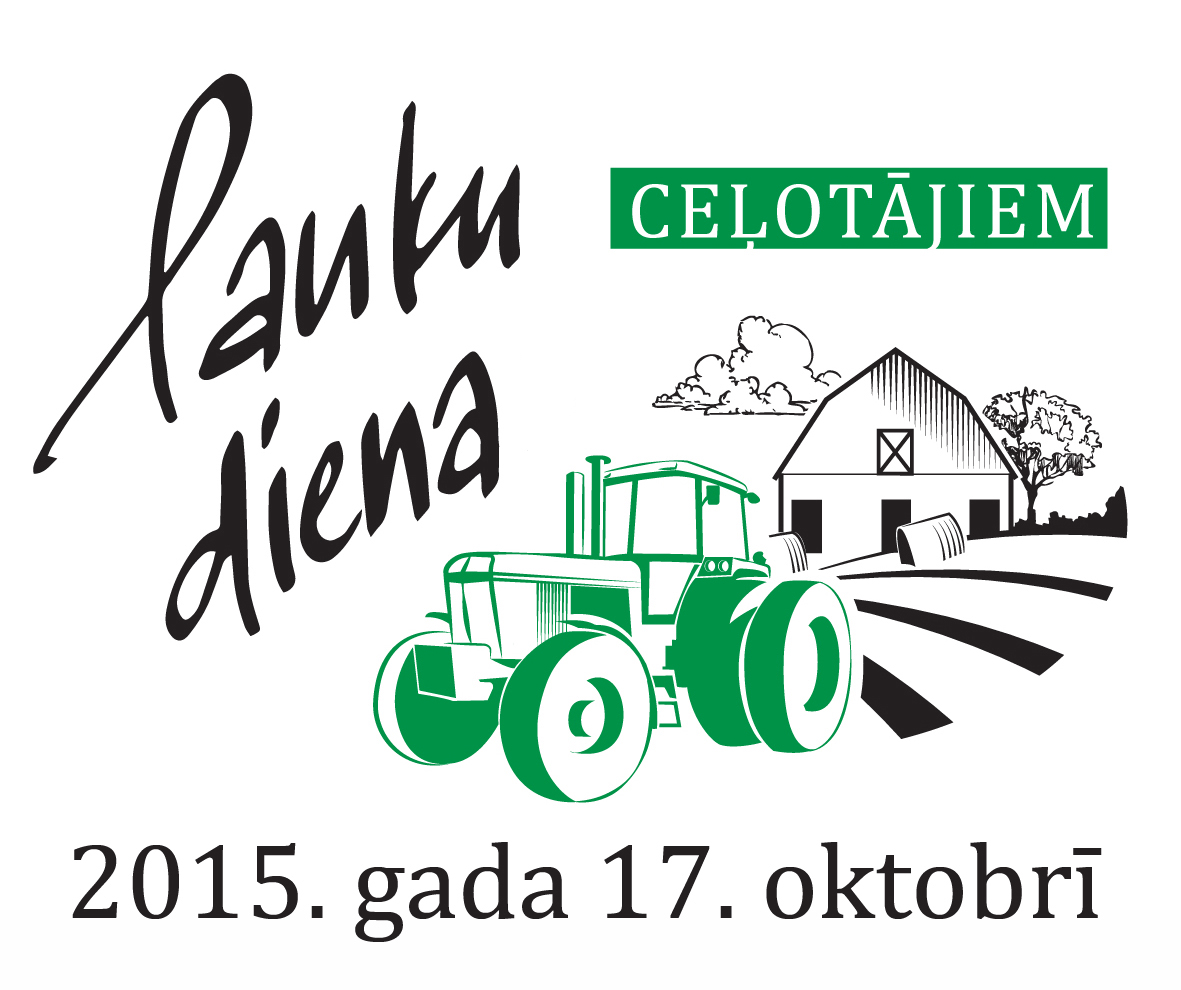 lauku
diena
CEĻOTĀJIEM
2015. gada 17. oktobrī